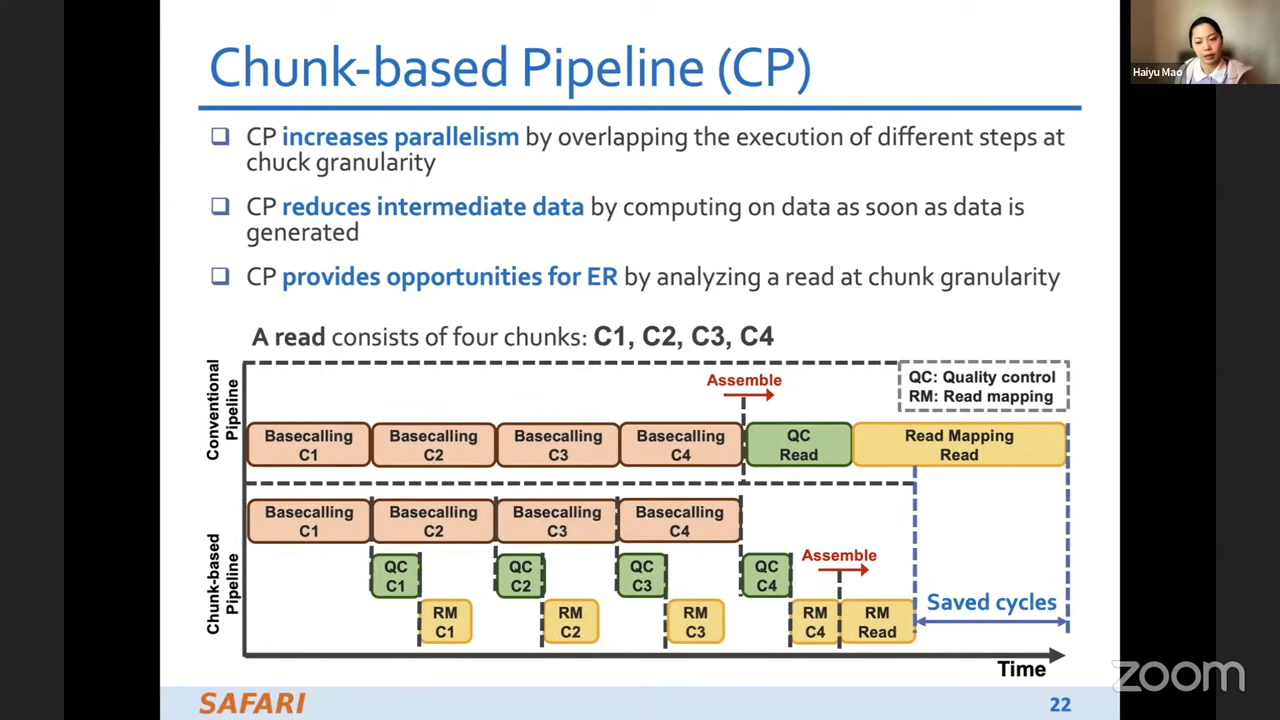 Chunk-based Pipeline (CP)
Haiyu Mao
CP increases parallelism by overlapping the execution of different steps at
chuck granularity
CP reduces intermediate data by computing on data as soon as data is
generated
CP provides opportunities for ER by analyzing a read at chunk granularity
A read consists of four chunks: C1, C2, C3, C4
Conventional
Pipeline
Assemble
QC: Quality control
RM: Read mapping
Basecalling
C1
Basecalling
C2
Basecalling
C3
Basecalling
C4
QC
Read
Read Mapping
Read
Chunk-based
Pipeline
Basecalling
C1
Basecalling
C2
Basecalling
C3
Basecalling
C4
QC
C1
QC
C2
QC
C3
QC
C4
Assemble
RM
C1
RM
C2
RM
C3
RM
C4
RM
Read
Saved cycles
Time
zoom
SAFARI
22